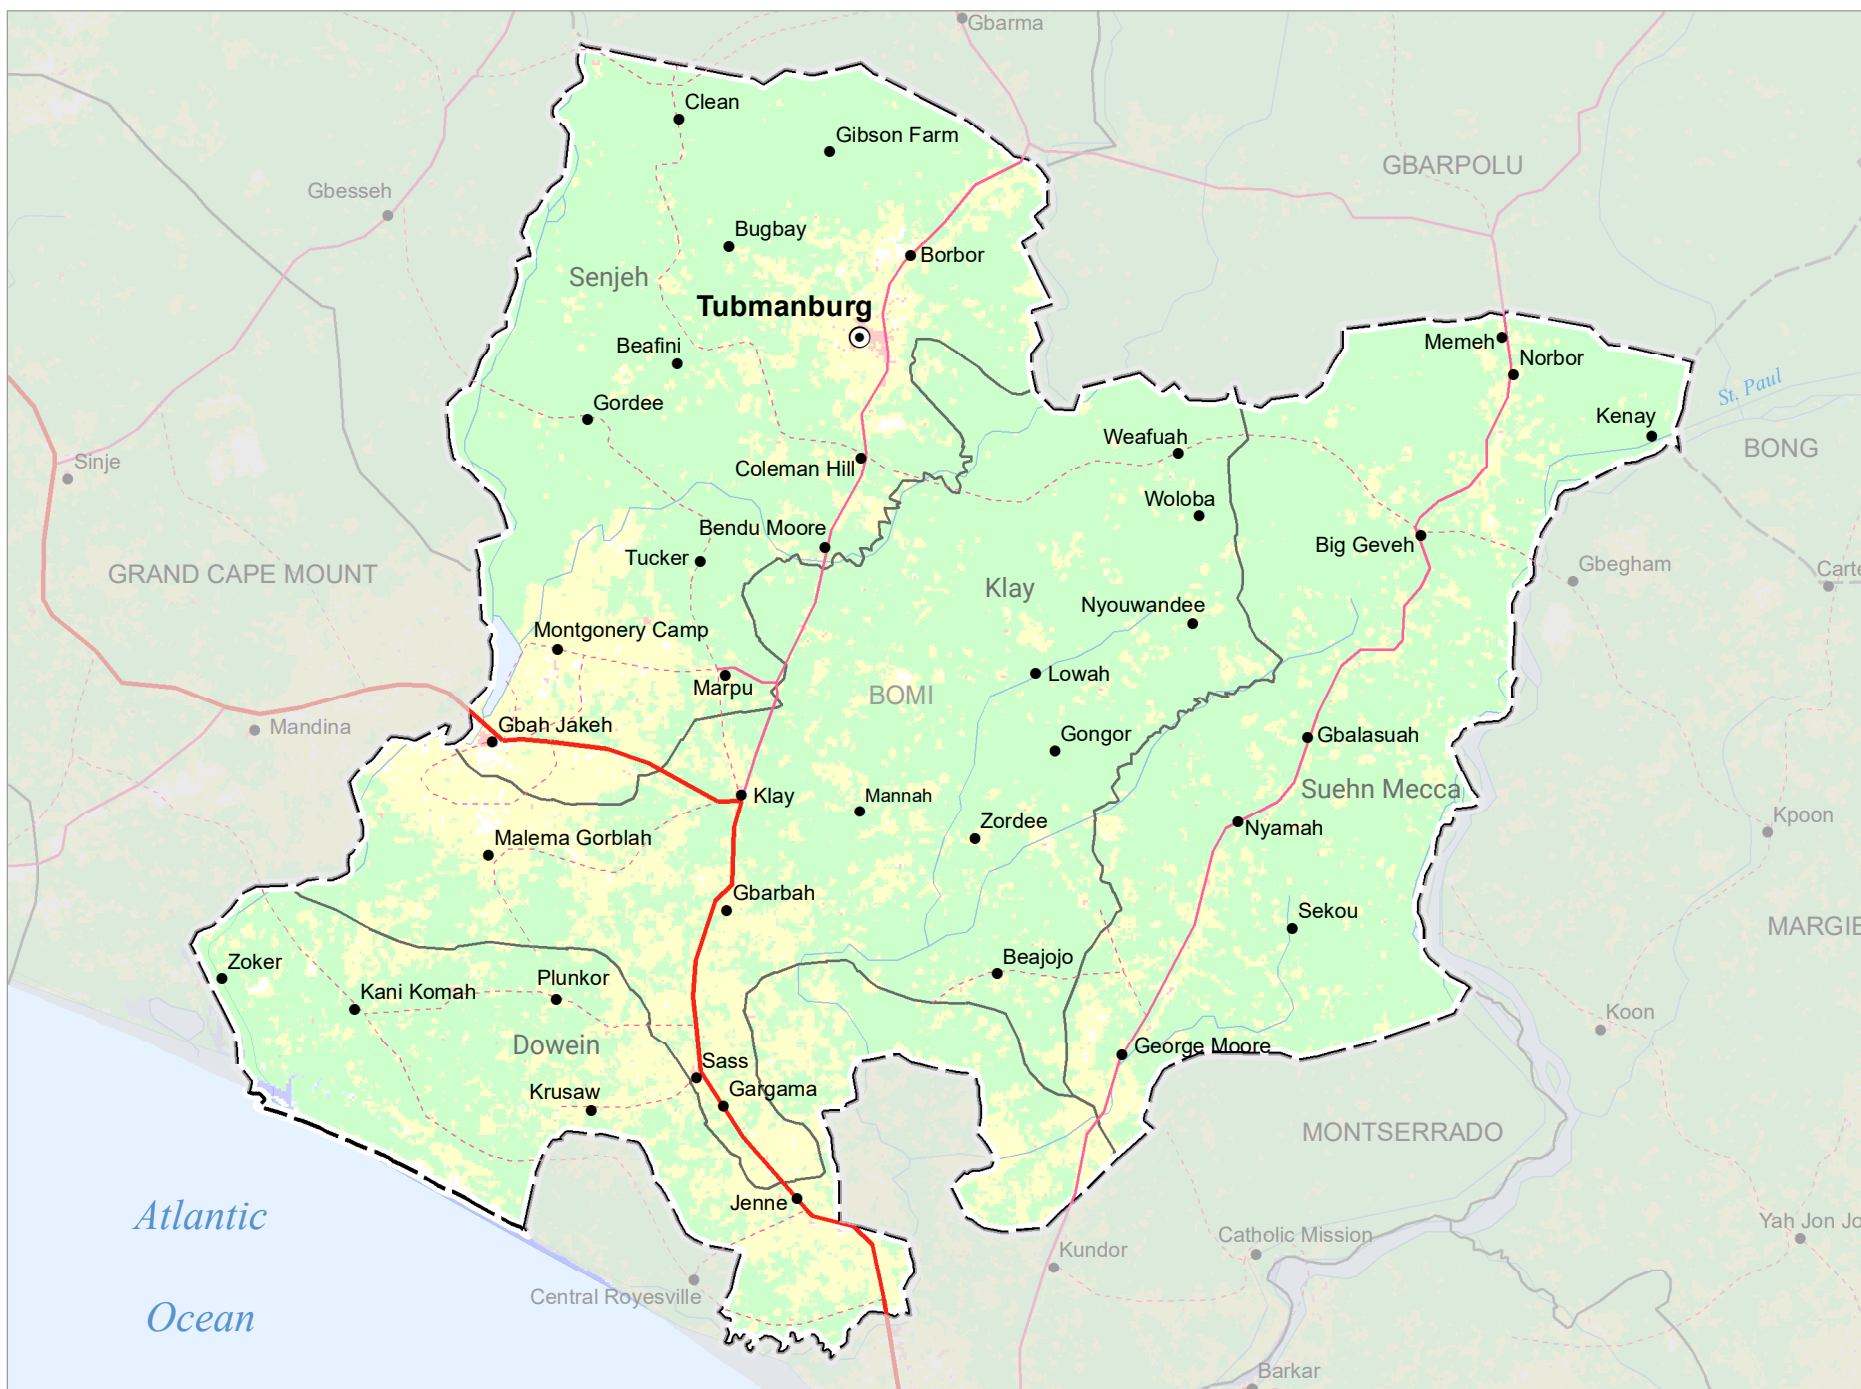 Gbarma
Clean
Gibson Farm
GBARPOLU
Gbesseh
Bugbay
Borbor
Senjeh
Tubmanburg
Memeh
Beafini
Norbor
St. Paul
Gordee
Kenay
Weafuah
BONG
Sinje
Coleman Hill
Woloba
Bendu Moore
Big Geveh
Tucker
Gbegham
Carte
GRAND CAPE MOUNT
Klay
Nyouwandee
Montgonery Camp
Lowah
Marpu
BOMI
Mandina
Gbah Jakeh
Gongor
Gbalasuah
Suehn Mecca
Klay
Mannah
Kpoon
Zordee
Nyamah
Malema Gorblah
Gbarbah
Sekou
MARGIB
Zoker
Beajojo
Plunkor
Kani Komah
Koon
Dowein
George Moore
Sass
Krusaw
Gargama
MONTSERRADO
Jenne
Atlantic
Yah Jon Jo
Catholic Mission
Kundor
Central Royesville
Ocean
Barkar